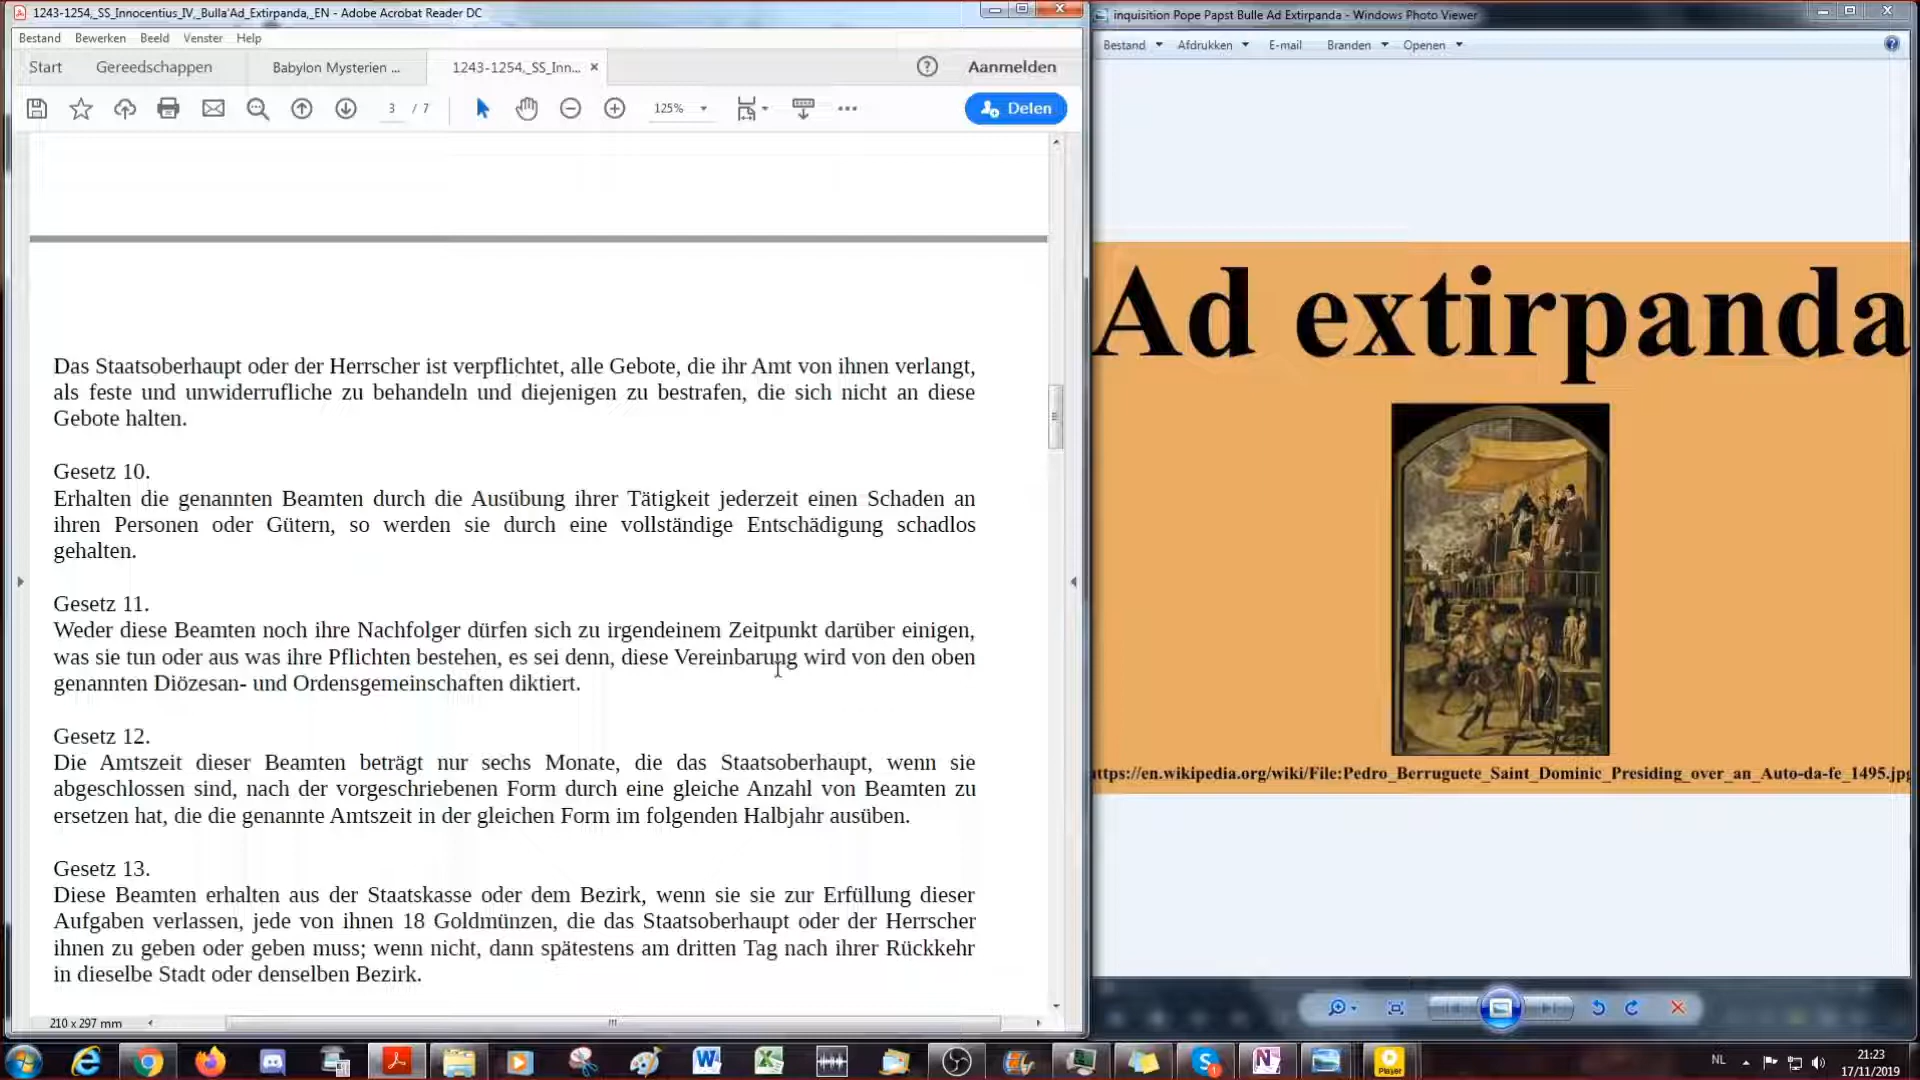 1243-1254,_SS_Innocentius_IV,_Bulla'Ad_Extirpanda,_EN - Adobe Acrobat Reader DC
Bestand Bewerken Beeld Venster Help
Start Gereedschappen Babylon Mysterien ... 1243-1254,_SS_Inn... Aanmelden
3 / 7 125% Delen
Das Staatsoberhaupt oder der Herrscher ist verpflichtet, alle Gebote, die ihr Amt von ihnen verlangt,
als feste und unwiderrufliche zu behandeln und diejenigen zu bestrafen, die sich nicht an diese
Gebote halten.
Gesetz 10.
Erhalten die genannten Beamten durch die Ausübung ihrer Tätigkeit jederzeit einen Schaden an
ihren Personen oder Gütern, so werden sie durch eine vollständige Entschädigung schadlos
gehalten.
Gesetz 11.
Weder diese Beamten noch ihre Nachfolger dürfen sich zu irgendeinem Zeitpunkt darüber einigen,
was sie tun oder aus was ihre Pflichten bestehen, es sei denn, diese Vereinbarung wird von den oben
genannten Diözesan- und Ordensgemeinschaften diktiert.
Gesetz 12.
Die Amtszeit dieser Beamten beträgt nur sechs Monate, die das Staatsoberhaupt, wenn sie
abgeschlossen sind, nach der vorgeschriebenen Form durch eine gleiche Anzahl von Beamten zu
ersetzen hat, die die genannte Amtszeit in der gleichen Form im folgenden Halbjahr ausüben.
Gesetz 13.
Diese Beamten erhalten aus der Staatskasse oder dem Bezirk, wenn sie sie zur Erfüllung dieser
Aufgaben verlassen, jede von ihnen 18 Goldmünzen, die das Staatsoberhaupt oder der Herrscher
ihnen zu geben oder geben muss; wenn nicht, dann spätestens am dritten Tag nach ihrer Rückkehr
in dieselbe Stadt oder denselben Bezirk.
210 x 297 mm
inquisition Pope Papst Bulle Ad Extirpanda - Windows Photo Viewer
Bestand Afdrukken E-mail Branden Openen
Ad extirpanda
ttps://en.wikipedia.org/wiki/File:Pedro_Berruguete_Saint_Dominic_Presiding_over_an_Auto-da-fe_1495.jpg
Player
NL
21:23
17/11/2019